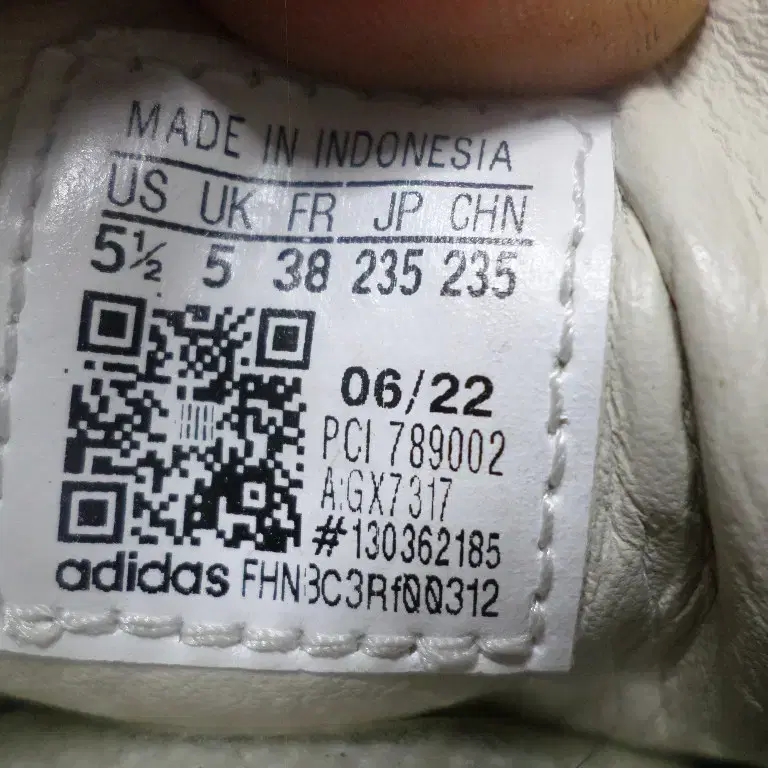 MADE IN INDONESIA
US UK FR JP CHN
5½ 5 38 235 235
06/22
PCI 789002
A:GX7317
#130362185
adidas